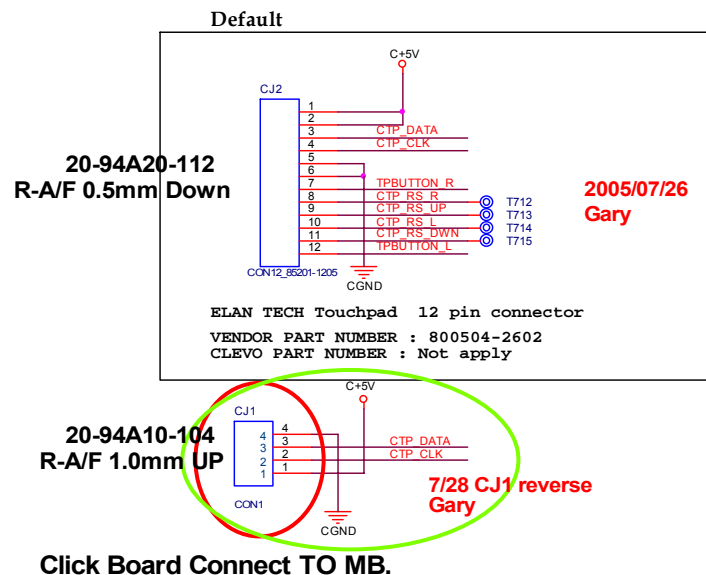 Default
C+5V
CJ2
1
2
3 CTP_DATA
4 CTP_CLK
5
6
7 TPBUTTON_R
8 CTP_RS_R T712
9 CTP_RS_UP T713
10 CTP_RS_L T714
11 CTP_RS_DWN T715
12 TPBUTTON_L
20-94A20-112
R-A/F 0.5mm Down
2005/07/26
Gary
CON12_85201-1205
CGND
ELAN TECH Touchpad 12 pin connector
VENDOR PART NUMBER : 800504-2602
CLEVO PART NUMBER : Not apply
C+5V
CJ1
20-94A10-104
R-A/F 1.0mm UP
4 4
3 3 CTP_DATA
2 2 CTP_CLK
1 1
7/28 CJ1 reverse
Gary
CON1
CGND
Click Board Connect TO MB.